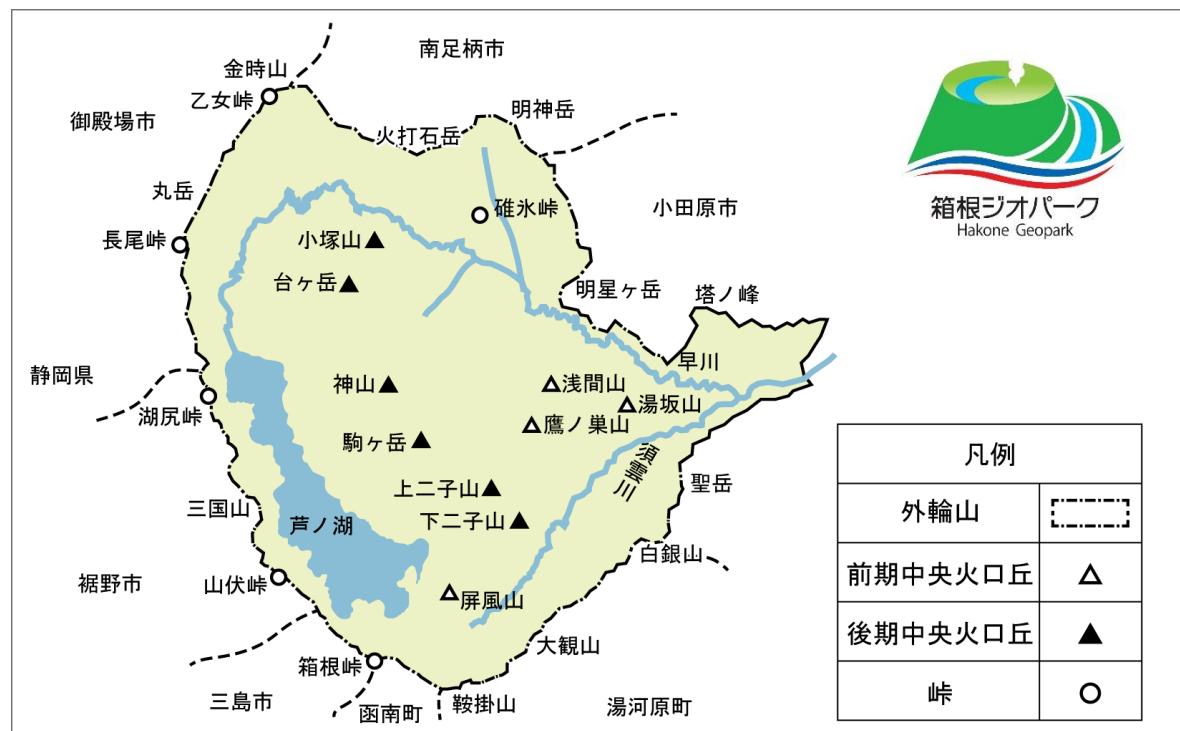 南足柄市
金時山
乙女峠
御殿場市
火打石岳
明神岳
丸岳
碓氷峠
小田原市
長尾峠
小塚山
台ヶ岳
明星ヶ岳
塔ノ峰
早川
静岡県
湖尻峠
神山
浅間山
湯坂山
鷹ノ巣山
駒ヶ岳
須雲川
聖岳
上二子山
下二子山
三国山
芦ノ湖
白銀山
裾野市
山伏峠
屏風山
大観山
箱根峠
三島市
函南町
鞍掛山
湯河原町
箱根ジオパーク
Hakone Geopark
凡例
外輪山
前期中央火口丘
後期中央火口丘
峠